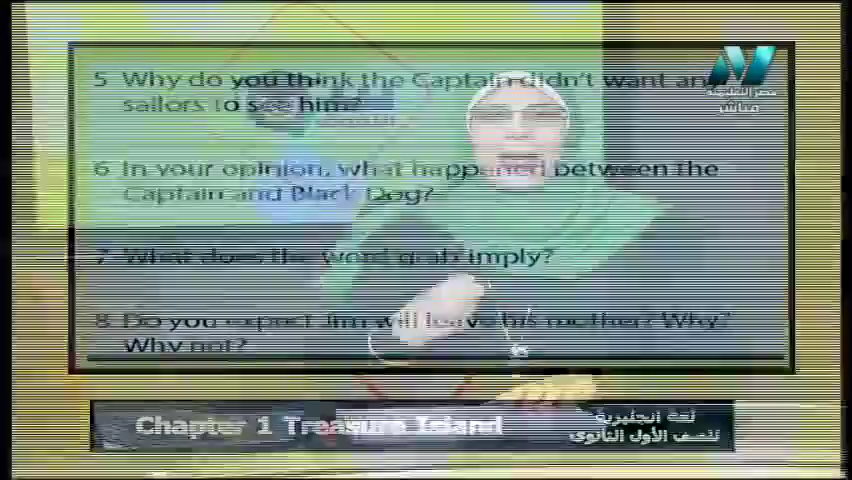 5 Why do you think the Captain didn't want any
sailors to see him?
6 In your opinion, what happened between the
Captain and Black Dog?
7 What does the word grab imply?
8 Do you expect Jim will leave his mother? Why?
Why not?
مصر التعليمية
مباشر
Chapter 1 Treasure Island
لغة إنجليزية
للصف الأول الثانوي